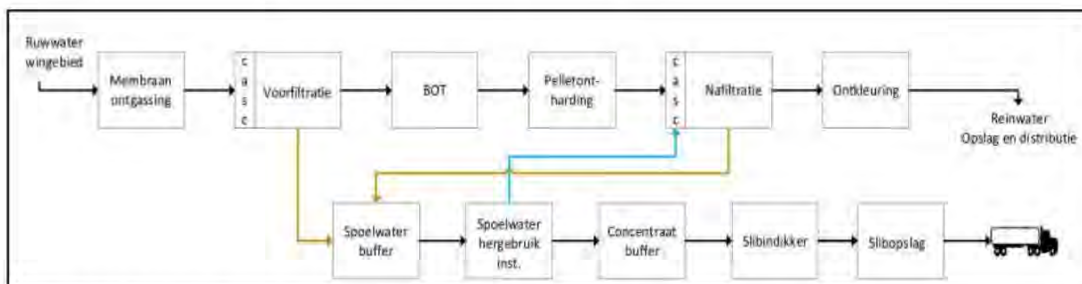 Ruwwater
wingebied
Membraan
ontgassing
c
a
s
c
Voorfiltratie
BOT
Pelletont-
harding
c
a
s
c
Nafiltratie
Ontkleuring
Reinwater
Opslag en distributie
Spoelwater
buffer
Spoelwater
hergebruik
inst.
Concentraat
buffer
Slibindikker
Slibopslag